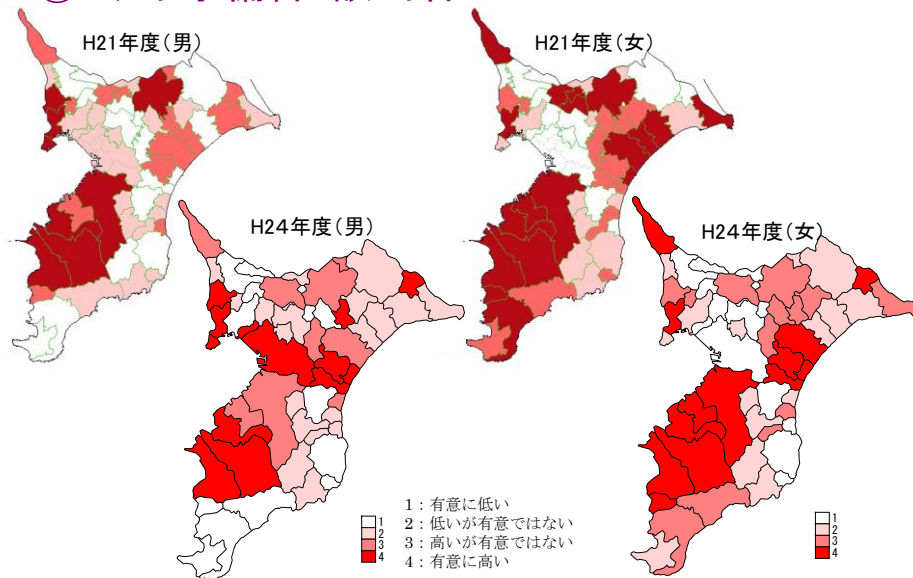 H21年度(男)
H21年度(女)
H24年度(男)
H24年度(女)
1:有意に低い
2:低いが有意ではない
3:高いが有意ではない
4:有意に高い
1
2
3
4
1
2
3
4